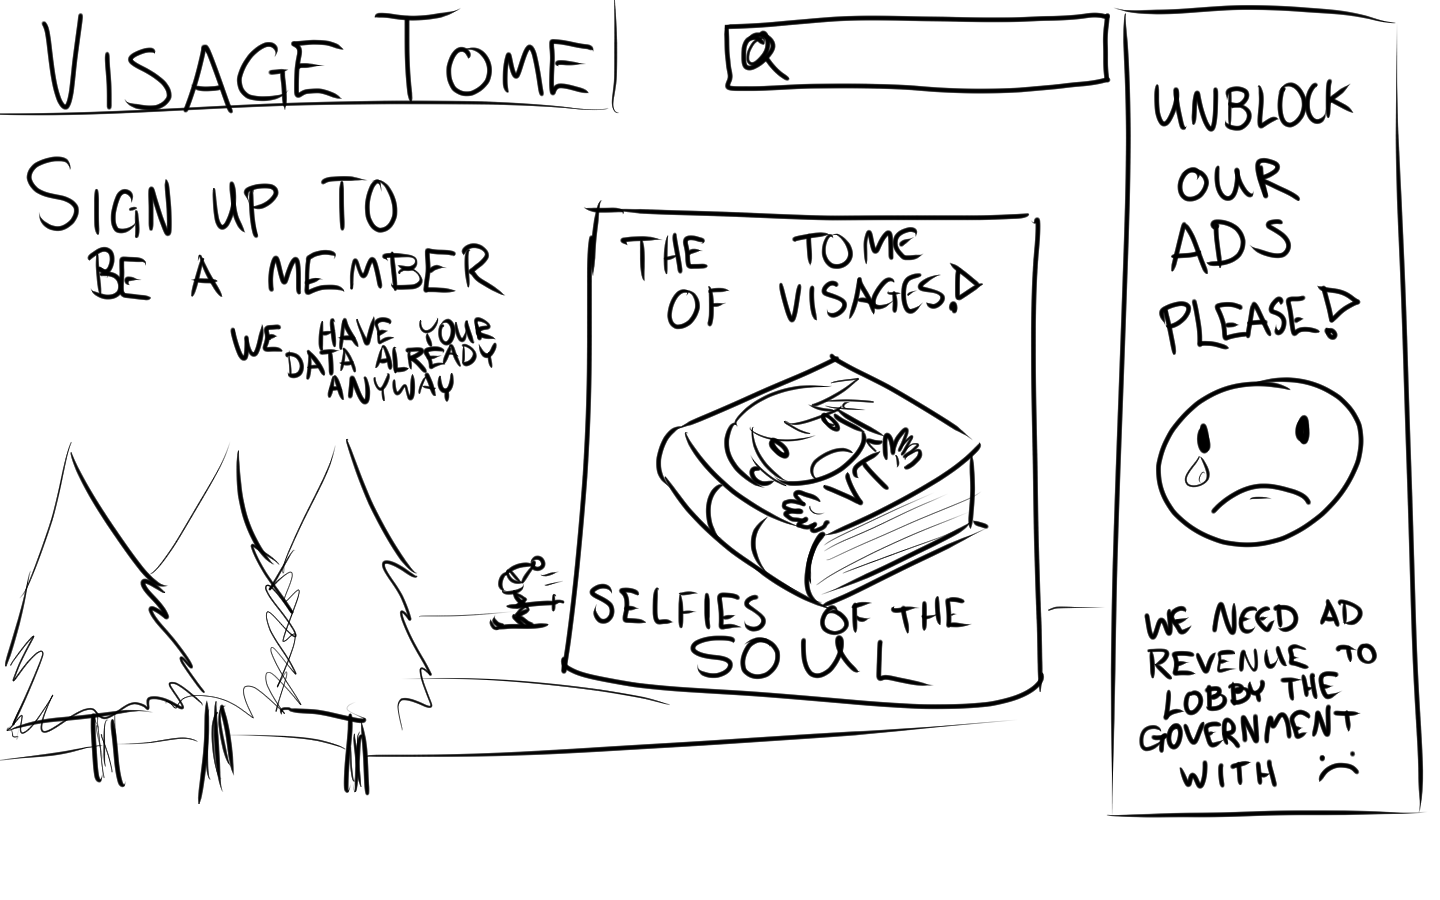 VISAGE TOME
SIGN UP TO
BE A MEMBER
WE HAVE YOUR
DATA ALREADY
ANYWAY
THE TOME
OF VISAGES!
VT
SELFIES OF THE
SOUL
UNBLOCK
OUR
ADS
PLEASE!
WE NEED AD
REVENUE TO
LOBBY THE
GOVERNMENT
WITH :(